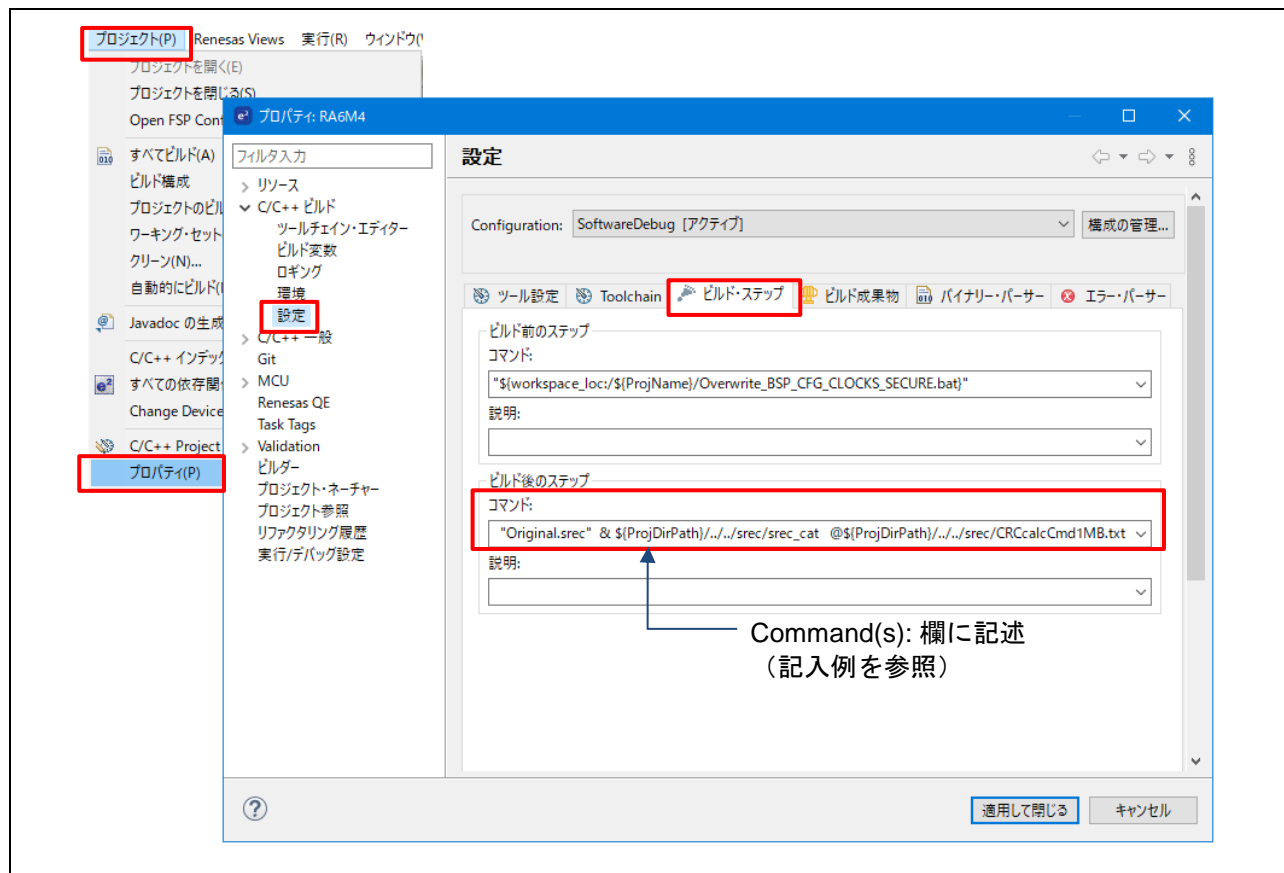 プロジェクト(P) Renesas Views 実行(R) ウィンドウ(
プロジェクトを開く(E)
プロジェクトを閉じる(S)
Open FSP Conf
すべてビルド(A)
ビルド構成
プロジェクトのビル
ワーキング・セット
クリーン(N)...
自動的にビルド(
Javadoc の生成
C/C++ インデッ
すべての依存関
Change Device
C/C++ Project
プロパティ(P)
プロパティ: RA6M4
フィルタ入力
リソース
C/C++ ビルド
ツールチェイン・エディター
ビルド変数
ロギング
環境
設定
C/C++ 一般
Git
MCU
Renesas QE
Task Tags
Validation
ビルダー
プロジェクト・ネーチャー
プロジェクト参照
リファクタリング履歴
実行/デバッグ設定
設定
Configuration: SoftwareDebug [アクティブ] 構成の管理...
ツール設定 Toolchain ビルド・ステップ ビルド成果物 バイナリー・パーサー エラー・パーサー
ビルド前のステップ
コマンド:
"${workspace_loc:/${ProjName}/Overwrite_BSP_CFG_CLOCKS_SECURE.bat}"
説明:
ビルド後のステップ
コマンド:
"Original.srec" & ${ProjDirPath}/../../srec/srec_cat @${ProjDirPath}/../../srec/CRCcalcCmd1MB.txt
説明:
Command(s): 欄に記述
（記入例を参照）
適用して閉じる キャンセル